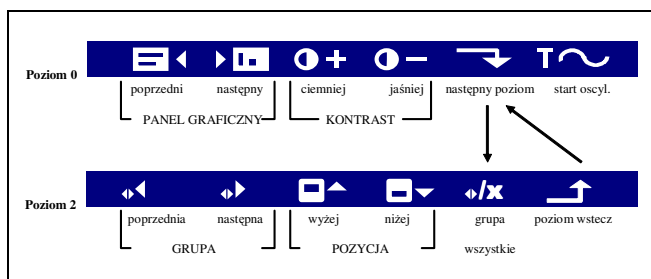 Poziom 0
poprzedni następny ciemniej jaśniej następny poziom start oscyl.
PANEL GRAFICZNY KONTRAST
Poziom 2
/x
poprzednia następna wyżej niżej grupa poziom wstecz
GRUPA POZYCJA wszystkie